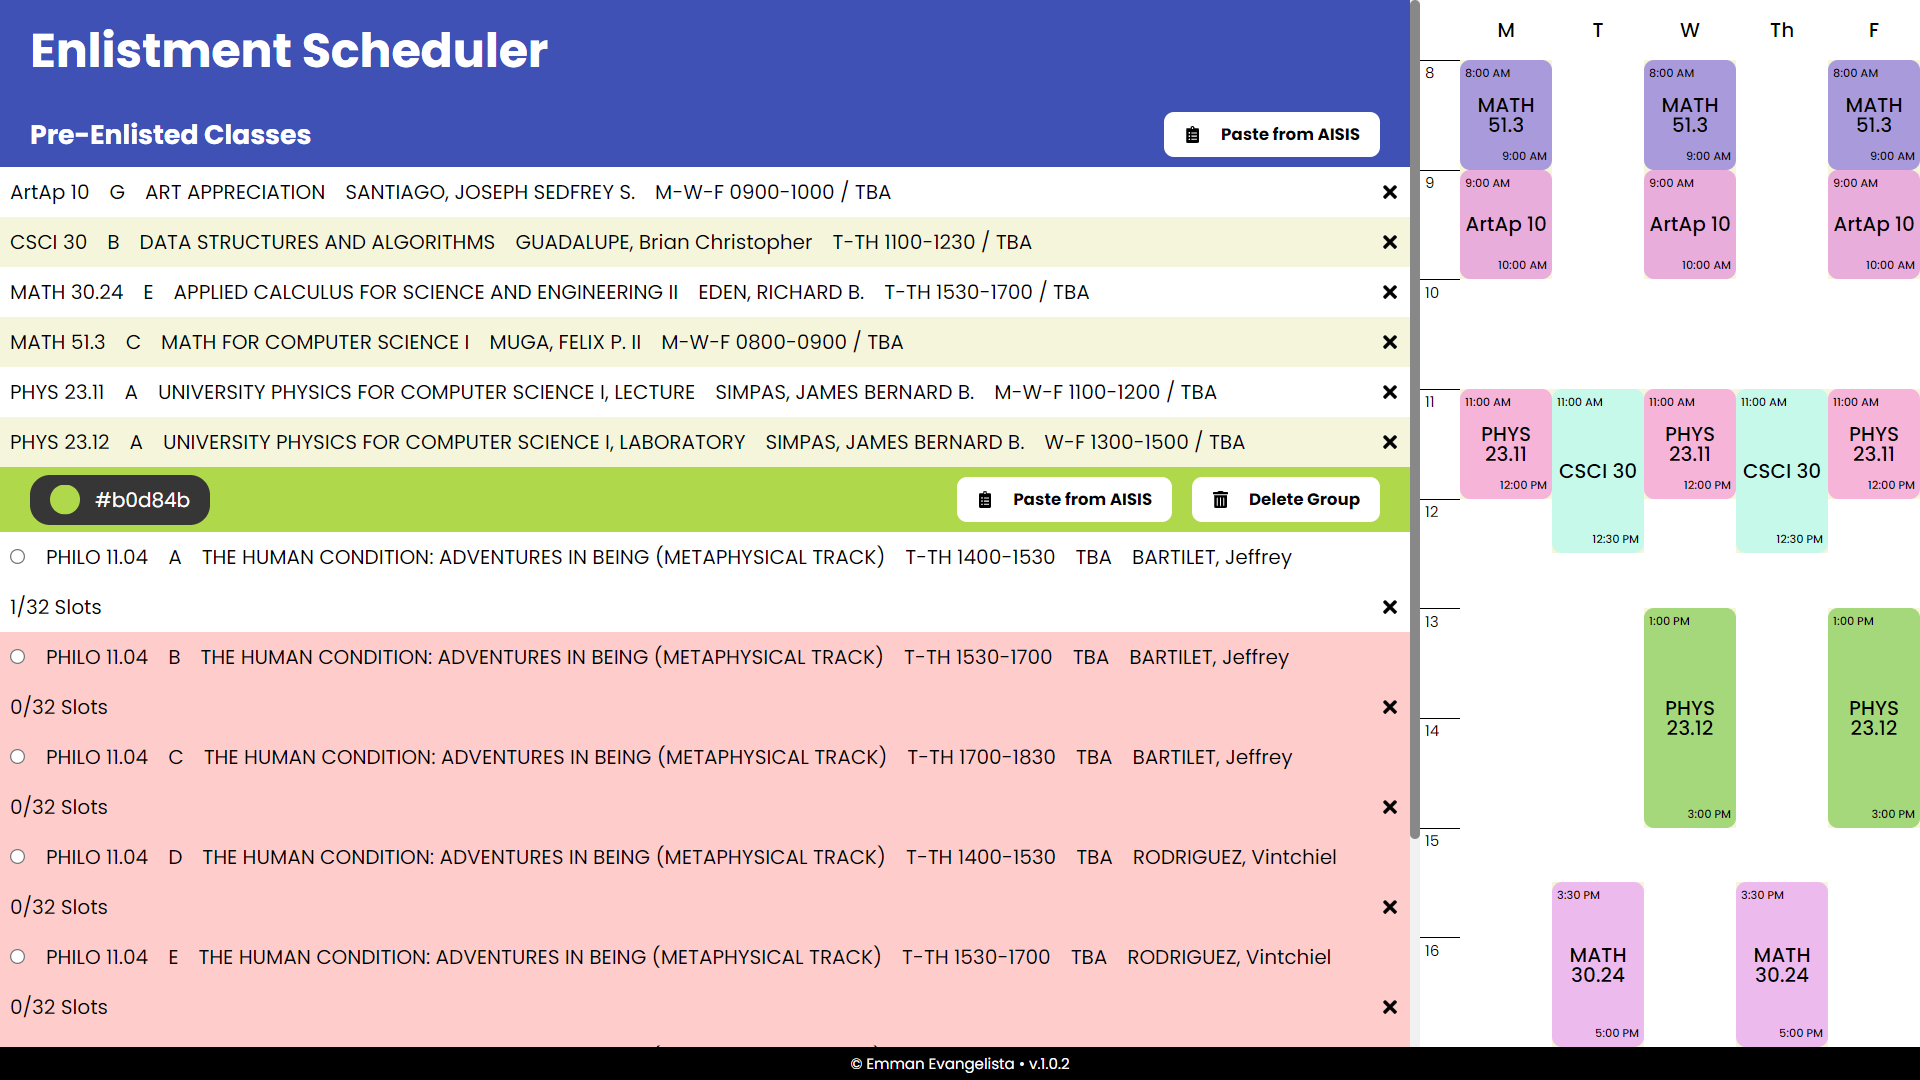 Enlistment Scheduler
Pre-Enlisted Classes
Paste from AISIS
ArtAp 10 G ART APPRECIATION SANTIAGO, JOSEPH SEDFREY S. M-W-F 0900-1000 / TBA
CSCI 30 B DATA STRUCTURES AND ALGORITHMS GUADALUPE, Brian Christopher T-TH 1100-1230 / TBA
MATH 30.24 E APPLIED CALCULUS FOR SCIENCE AND ENGINEERING II EDEN, RICHARD B. T-TH 1530-1700 / TBA
MATH 51.3 C MATH FOR COMPUTER SCIENCE I MUGA, FELIX P. II M-W-F 0800-0900 / TBA
PHYS 23.11 A UNIVERSITY PHYSICS FOR COMPUTER SCIENCE I, LECTURE SIMPAS, JAMES BERNARD B. M-W-F 1100-1200 / TBA
PHYS 23.12 A UNIVERSITY PHYSICS FOR COMPUTER SCIENCE I, LABORATORY SIMPAS, JAMES BERNARD B. W-F 1300-1500 / TBA
#b0d84b
Paste from AISIS
Delete Group
PHILO 11.04 A THE HUMAN CONDITION: ADVENTURES IN BEING (METAPHYSICAL TRACK) T-TH 1400-1530 TBA BARTILET, Jeffrey
1/32 Slots
PHILO 11.04 B THE HUMAN CONDITION: ADVENTURES IN BEING (METAPHYSICAL TRACK) T-TH 1530-1700 TBA BARTILET, Jeffrey
0/32 Slots
PHILO 11.04 C THE HUMAN CONDITION: ADVENTURES IN BEING (METAPHYSICAL TRACK) T-TH 1700-1830 TBA BARTILET, Jeffrey
0/32 Slots
PHILO 11.04 D THE HUMAN CONDITION: ADVENTURES IN BEING (METAPHYSICAL TRACK) T-TH 1400-1530 TBA RODRIGUEZ, Vintchiel
0/32 Slots
PHILO 11.04 E THE HUMAN CONDITION: ADVENTURES IN BEING (METAPHYSICAL TRACK) T-TH 1530-1700 TBA RODRIGUEZ, Vintchiel
0/32 Slots
M T W Th F
8
8:00 AM 8:00 AM 8:00 AM
MATH MATH MATH
51.3 51.3 51.3
9:00 AM 9:00 AM 9:00 AM
9
9:00 AM 9:00 AM 9:00 AM
ArtAp 10 ArtAp 10 ArtAp 10
10:00 AM 10:00 AM 10:00 AM
10
11
11:00 AM 11:00 AM 11:00 AM 11:00 AM 11:00 AM
PHYS PHYS PHYS
23.11 23.11 23.11
CSCI 30 CSCI 30
12:00 PM 12:00 PM 12:00 PM
12
12:30 PM 12:30 PM
13
1:00 PM 1:00 PM
PHYS PHYS
23.12 23.12
14
3:00 PM 3:00 PM
15
3:30 PM 3:30 PM
16
MATH MATH
30.24 30.24
5:00 PM 5:00 PM
© Emman Evangelista • v.1.0.2